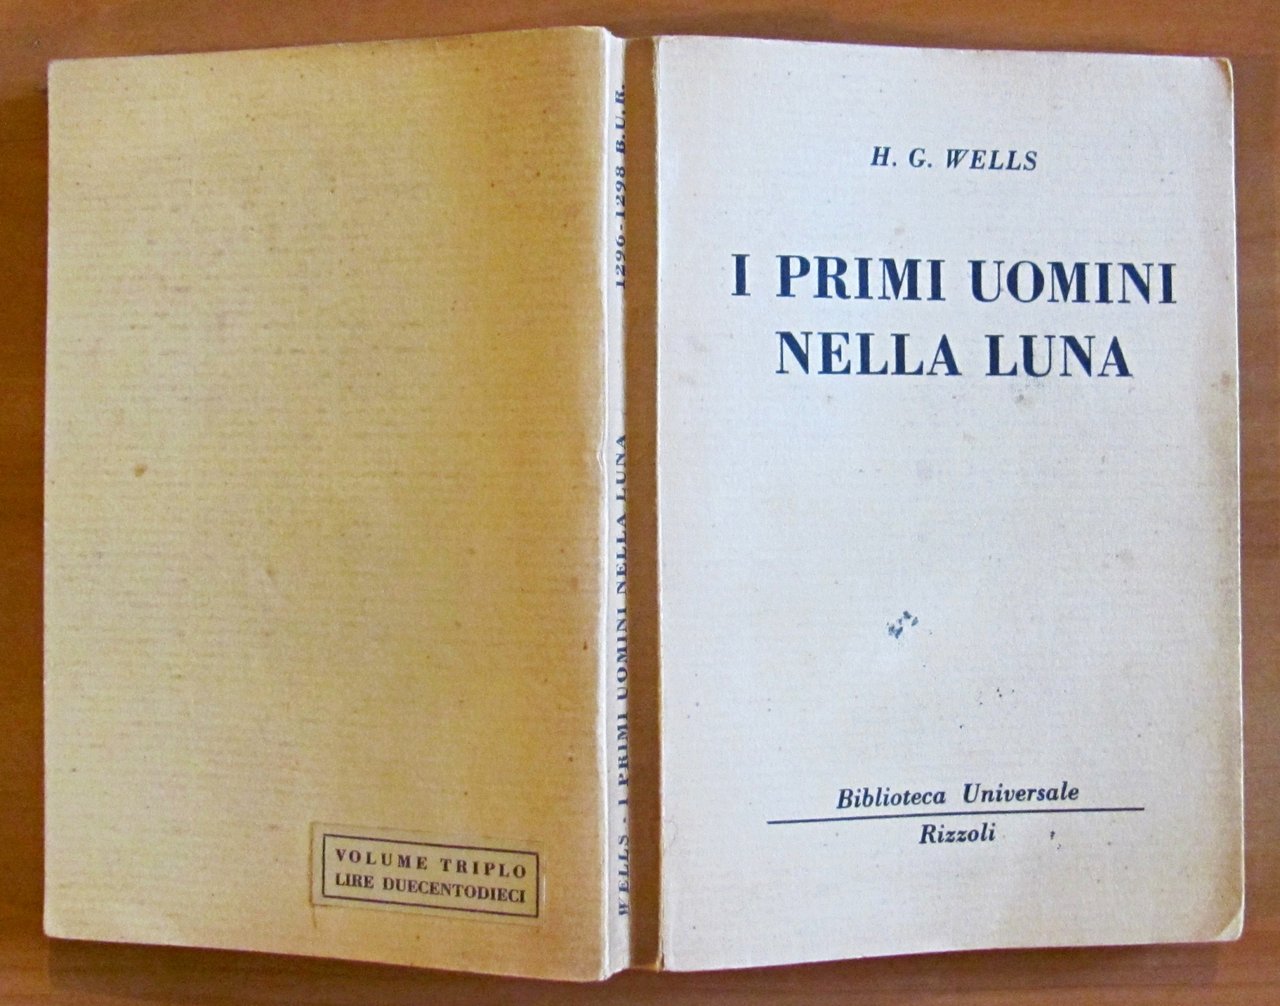 VOLUME TRIPLO
LIRE DUECENTODIECI
WELLS - I PRIMI UOMINI NELLA LUNA 1296-1298 B.U.R.
H. G. WELLS
I PRIMI UOMINI
NELLA LUNA
Biblioteca Universale
Rizzoli